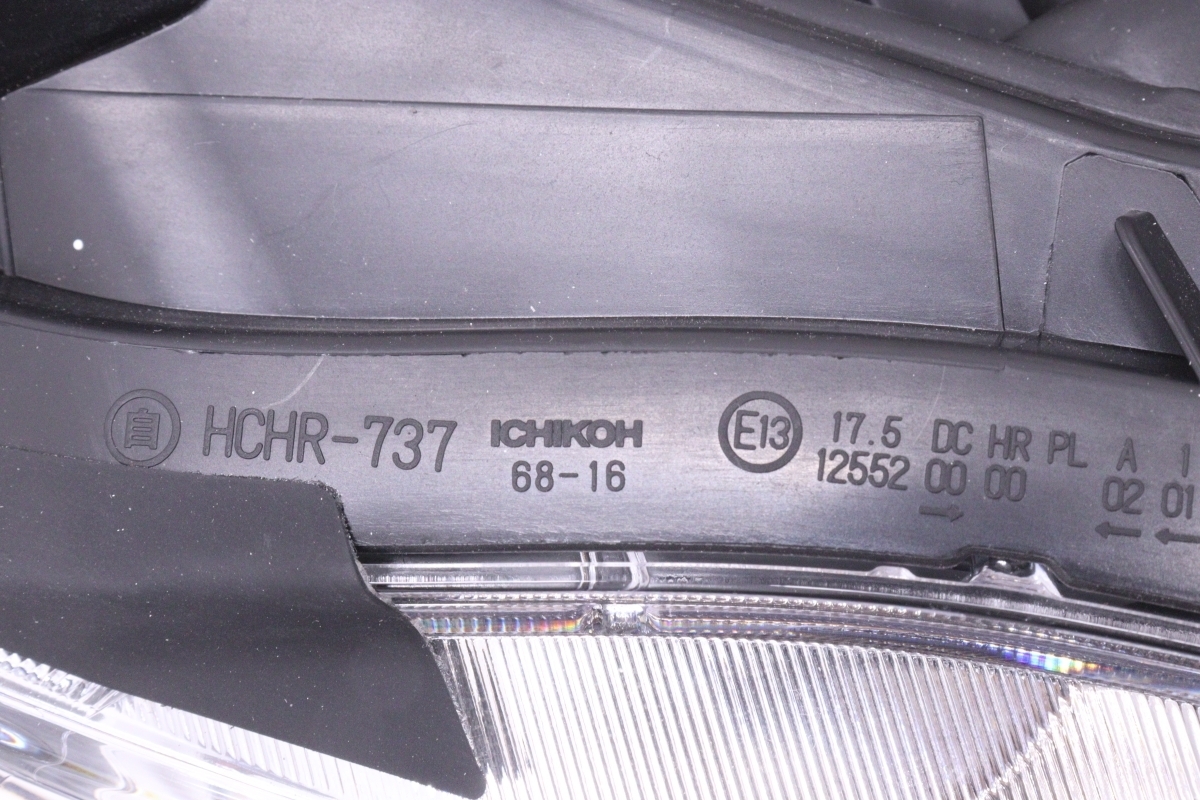 自 HCHR-737
ICHIKOH
68-16
E13
17.5 DC HR PL A 1
12552 00 00 02 01
→ ← ←